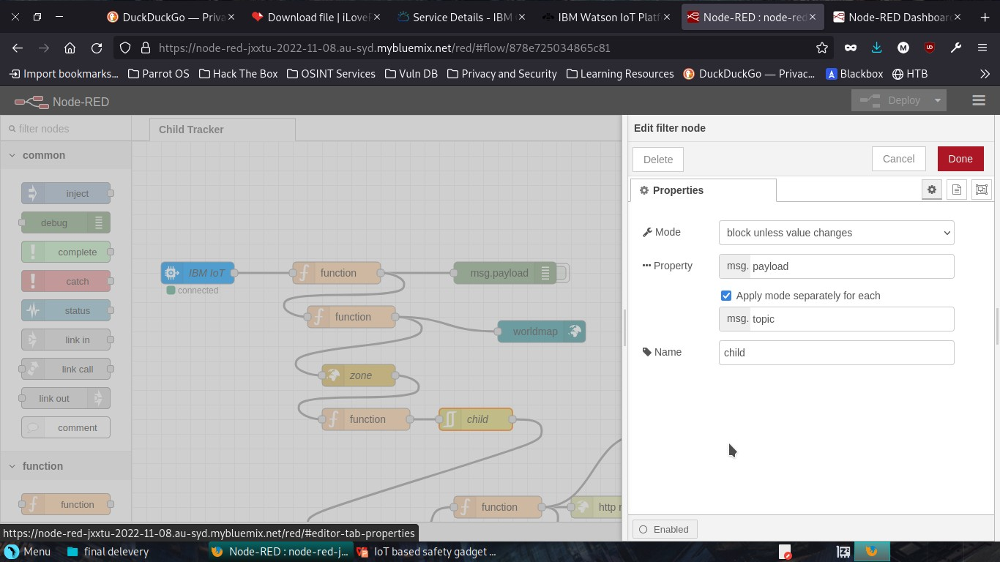 DuckDuckGo — Priva
Download file | iLoveP
Service Details - IBM
IBM Watson IoT Platf
Node-RED : node-red
Node-RED Dashboar
https://node-red-jxxtu-2022-11-08.au-syd.mybluemix.net/red/#flow/878e725034865c81
Import bookmarks...
Parrot OS
Hack The Box
OSINT Services
Vuln DB
Privacy and Security
Learning Resources
DuckDuckGo — Privac...
Blackbox
HTB
Node-RED
Deploy
filter nodes
Child Tracker
common
inject
debug
complete
catch
status
link in
link call
link out
comment
function
function
IBM IoT
connected
function
msg.payload
function
worldmap
zone
function
child
function
http r
Edit filter node
Delete
Cancel
Done
Properties
Mode
block unless value changes
Property
msg. payload
Apply mode separately for each
msg. topic
Name
child
Enabled
https://node-red-jxxtu-2022-11-08.au-syd.mybluemix.net/red/#editor-tab-properties
Menu
final delevery
Node-RED : node-red-j...
IoT based safety gadget ...